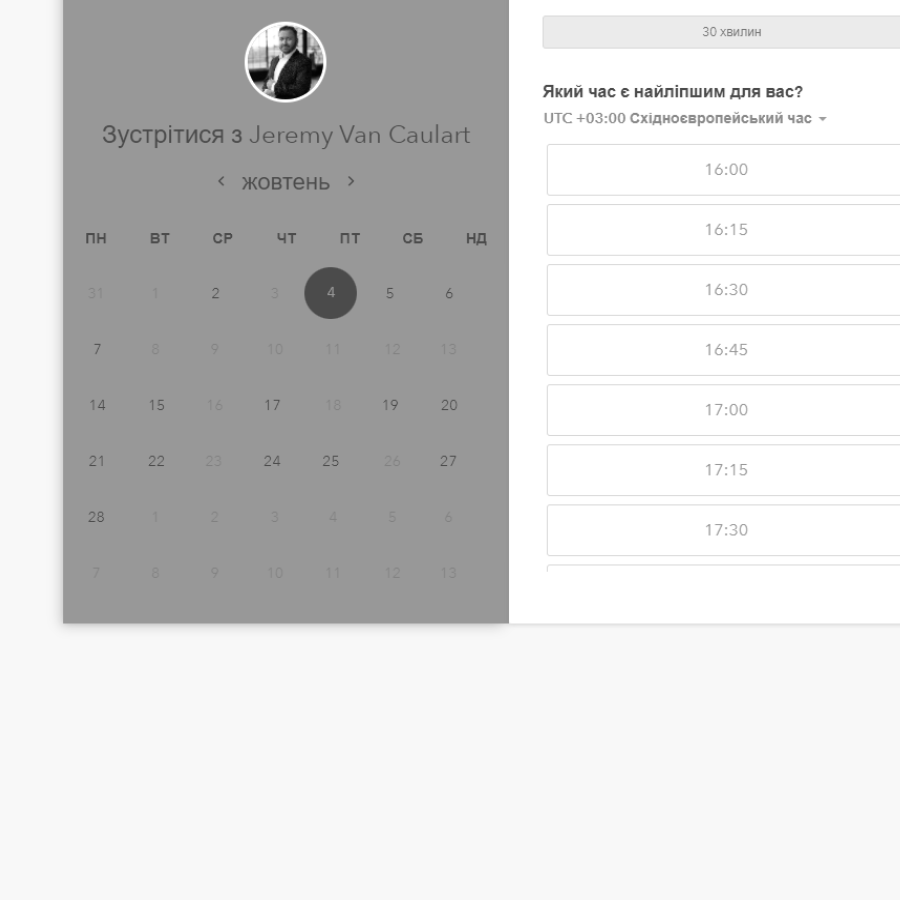 Зустрітися з Jeremy Van Caulart
жовтень
ПН ВТ СР ЧТ ПТ СБ НД
31 1 2 3 4 5 6
7 8 9 10 11 12 13
14 15 16 17 18 19 20
21 22 23 24 25 26 27
28 1 2 3 4 5 6
7 8 9 10 11 12 13
30 хвилин
Який час є найліпшим для вас?
UTC +03:00 Східноєвропейський час
16:00
16:15
16:30
16:45
17:00
17:15
17:30